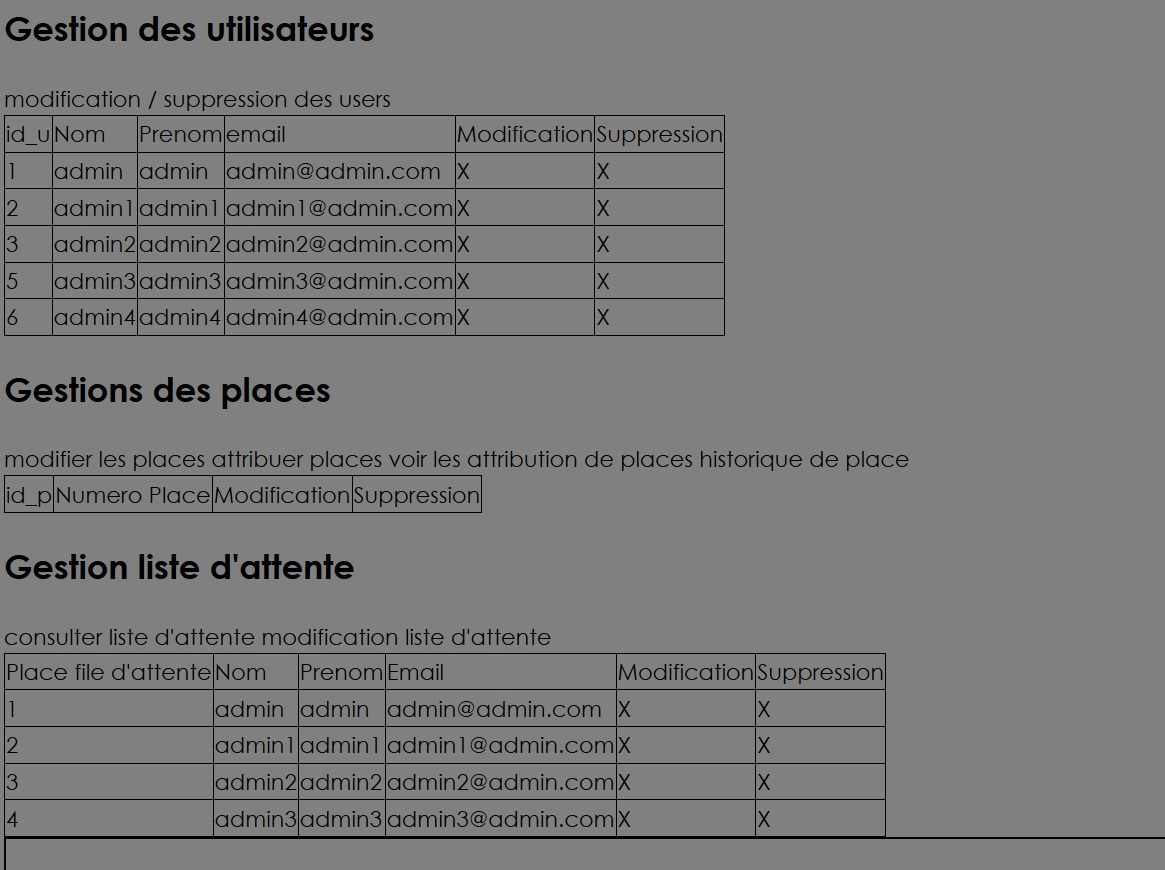 Gestion des utilisateurs
modification / suppression des users
id_u Nom Prenom email Modification Suppression
1 admin admin admin@admin.com X X
2 admin1 admin1 admin1@admin.com X X
3 admin2 admin2 admin2@admin.com X X
5 admin3 admin3 admin3@admin.com X X
6 admin4 admin4 admin4@admin.com X X
Gestions des places
modifier les places attribuer places voir les attribution de places historique de place
id_p Numero Place Modification Suppression
Gestion liste d'attente
consulter liste d'attente modification liste d'attente
Place file d'attente Nom Prenom Email Modification Suppression
1 admin admin admin@admin.com X X
2 admin1 admin1 admin1@admin.com X X
3 admin2 admin2 admin2@admin.com X X
4 admin3 admin3 admin3@admin.com X X